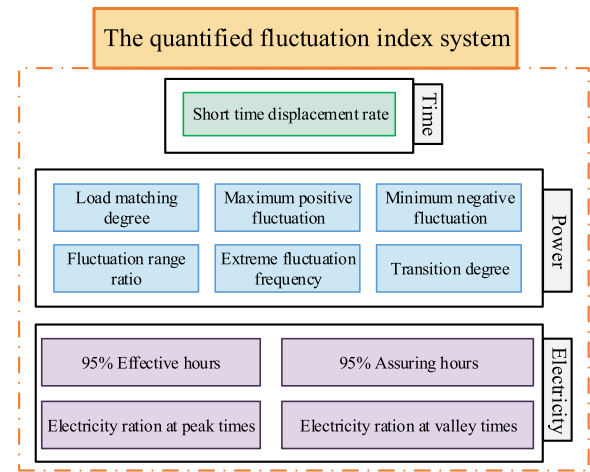 The quantified fluctuation index system
Short time displacement rate
Time
Load matching
degree
Maximum positive
fluctuation
Minimum negative
fluctuation
Fluctuation range
ratio
Extreme fluctuation
frequency
Transition degree
Power
95% Effective hours
95% Assuring hours
Electricity ration at peak times
Electricity ration at valley times
Electricity